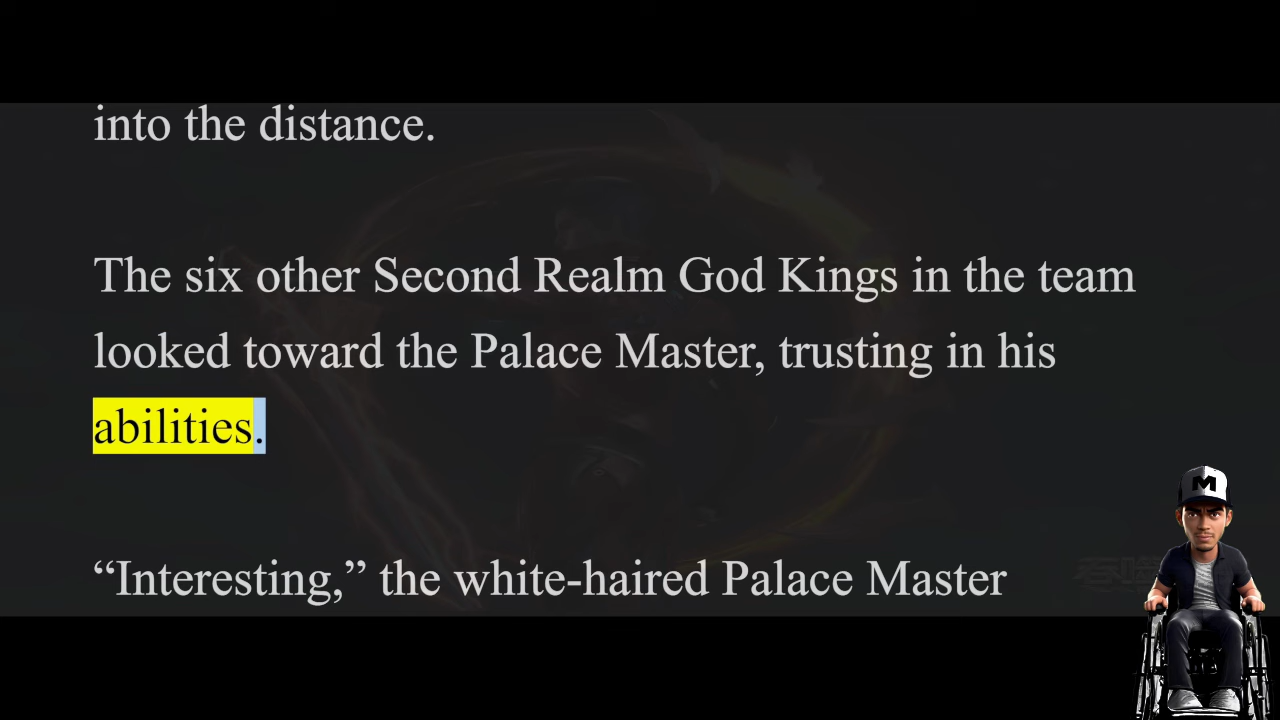 into the distance.
The six other Second Realm God Kings in the team
looked toward the Palace Master, trusting in his
abilities.
“Interesting,” the white-haired Palace Master
M